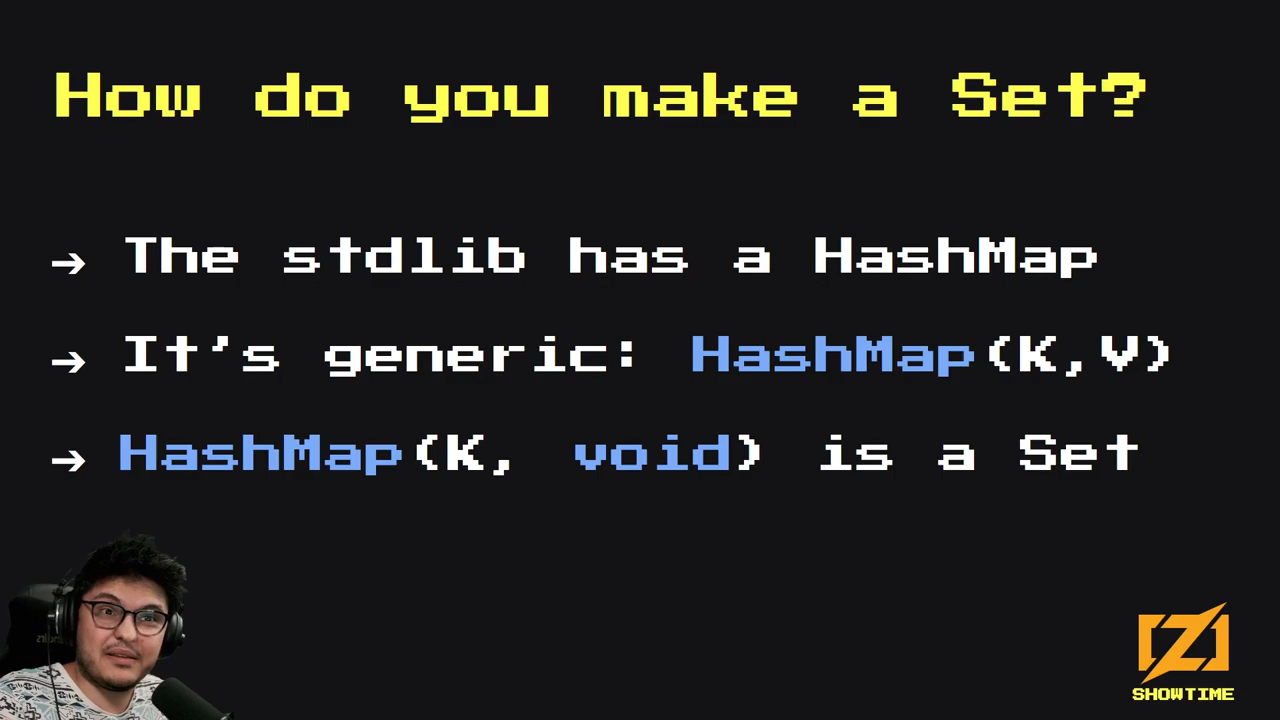 How do you make a Set?
→ The stdlib has a HashMap
→ It's generic: HashMap(K,V)
→ HashMap(K, void) is a Set
SHOWTIME